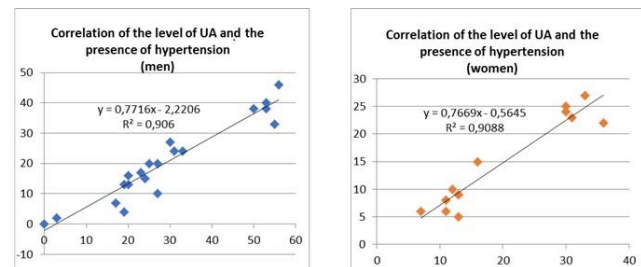 Correlation of the level of UA and the
presence of hypertension
(men)
50
40
30
20
10
0
-10
0
10
20
30
40
50
60
y = 0,7716x - 2,2206
R² = 0,906
Correlation of the level of UA and the
presence of hypertension
(women)
30
25
20
15
10
5
0
0
10
20
30
40
y = 0,7669x - 0,5645
R² = 0,9088